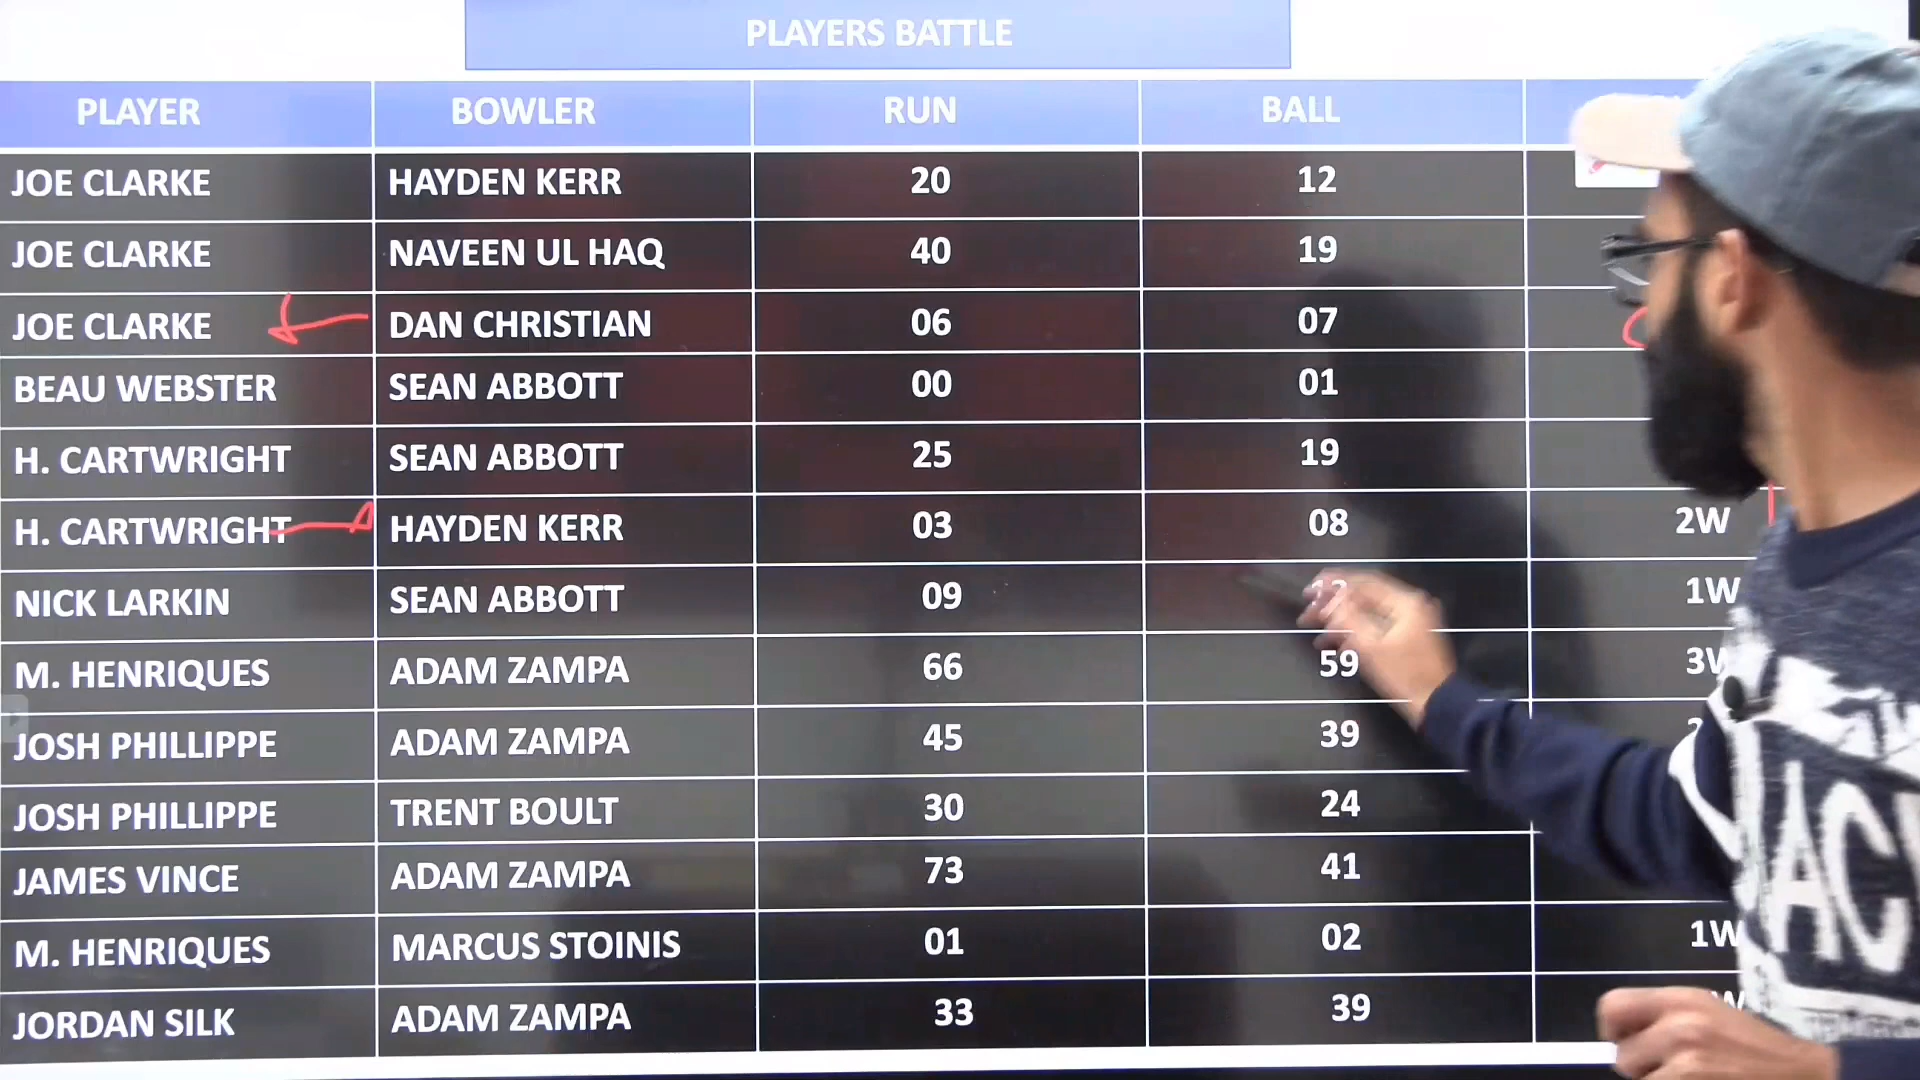 PLAYERS BATTLE
PLAYER BOWLER RUN BALL
JOE CLARKE HAYDEN KERR 20 12
JOE CLARKE NAVEEN UL HAQ 40 19
JOE CLARKE DAN CHRISTIAN 06 07
BEAU WEBSTER SEAN ABBOTT 00 01
H. CARTWRIGHT SEAN ABBOTT 25 19
H. CARTWRIGHT HAYDEN KERR 03 08 2W
NICK LARKIN SEAN ABBOTT 09 1W
M. HENRIQUES ADAM ZAMPA 66 59 3W
JOSH PHILLIPPE ADAM ZAMPA 45 39
JOSH PHILLIPPE TRENT BOULT 30 24
JAMES VINCE ADAM ZAMPA 73 41
M. HENRIQUES MARCUS STOINIS 01 02 1W
JORDAN SILK ADAM ZAMPA 33 39